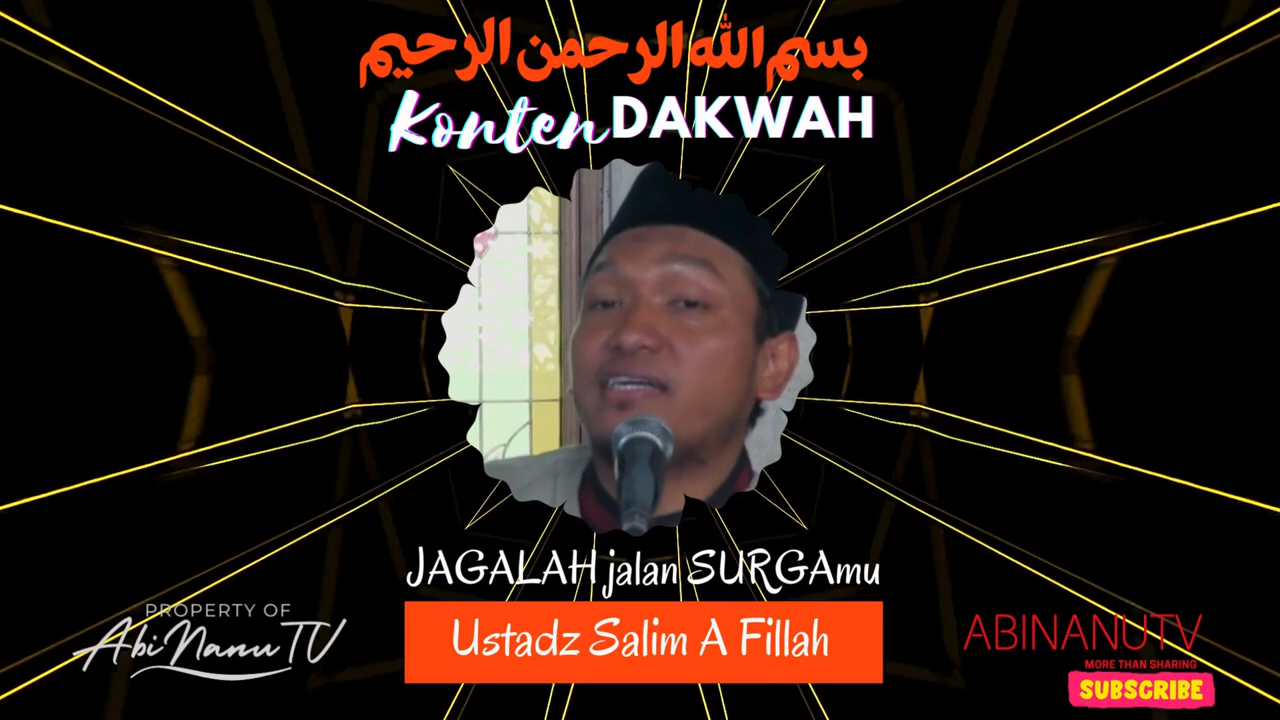 بسم الله الرحمن الرحيم
Konten DAKWAH
JAGALAH jalan SURGAmu
Ustadz Salim A Fillah
PROPERTY OF
AbiNanuTV
ABINANUTV
MORE THAN SHARING
SUBSCRIBE